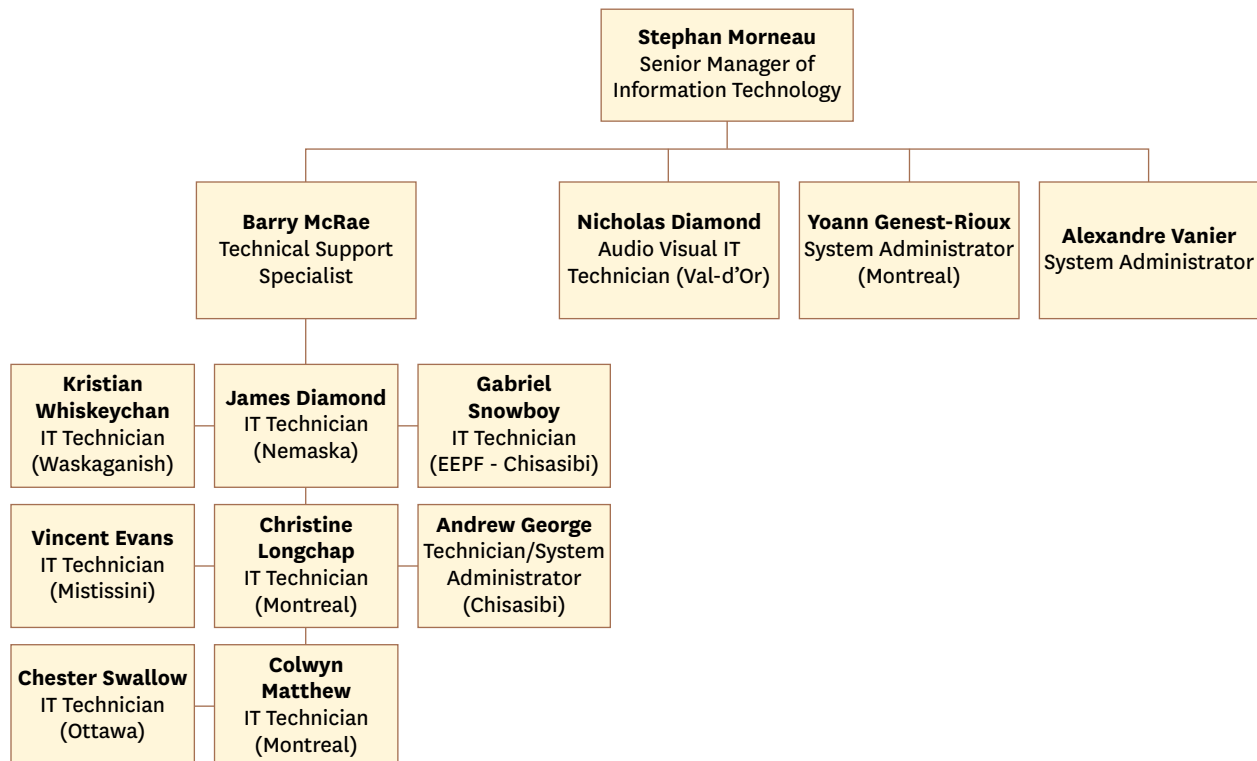 Stephan Morneau
Senior Manager of
Information Technology
Barry McRae
Technical Support
Specialist
Nicholas Diamond
Audio Visual IT
Technician (Val-d’Or)
Yoann Genest-Rioux
System Administrator
(Montreal)
Alexandre Vanier
System Administrator
Kristian
Whiskeychan
IT Technician
(Waskaganish)
James Diamond
IT Technician
(Nemaska)
Gabriel
Snowboy
IT Technician
(EEPF - Chisasibi)
Vincent Evans
IT Technician
(Mistissini)
Christine
Longchap
IT Technician
(Montreal)
Andrew George
Technician/System
Administrator
(Chisasibi)
Chester Swallow
IT Technician
(Ottawa)
Colwyn
Matthew
IT Technician
(Montreal)